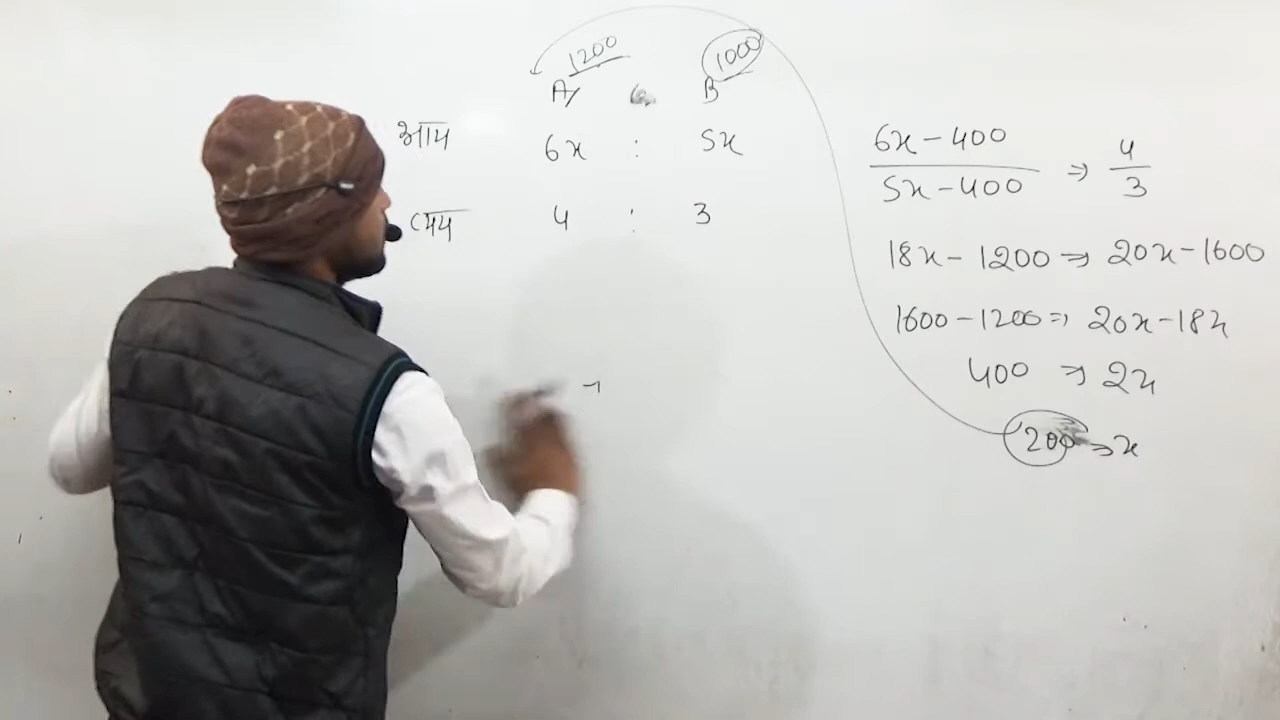 1200 1000
A B
आय 6x : 5x
व्यय 4 : 3
6x - 400
5x - 400
⇒ 4/3
18x - 1200 ⇒ 20x - 1600
1600 - 1200 ⇒ 20x - 18x
400 ⇒ 2x
200 ⇒ x